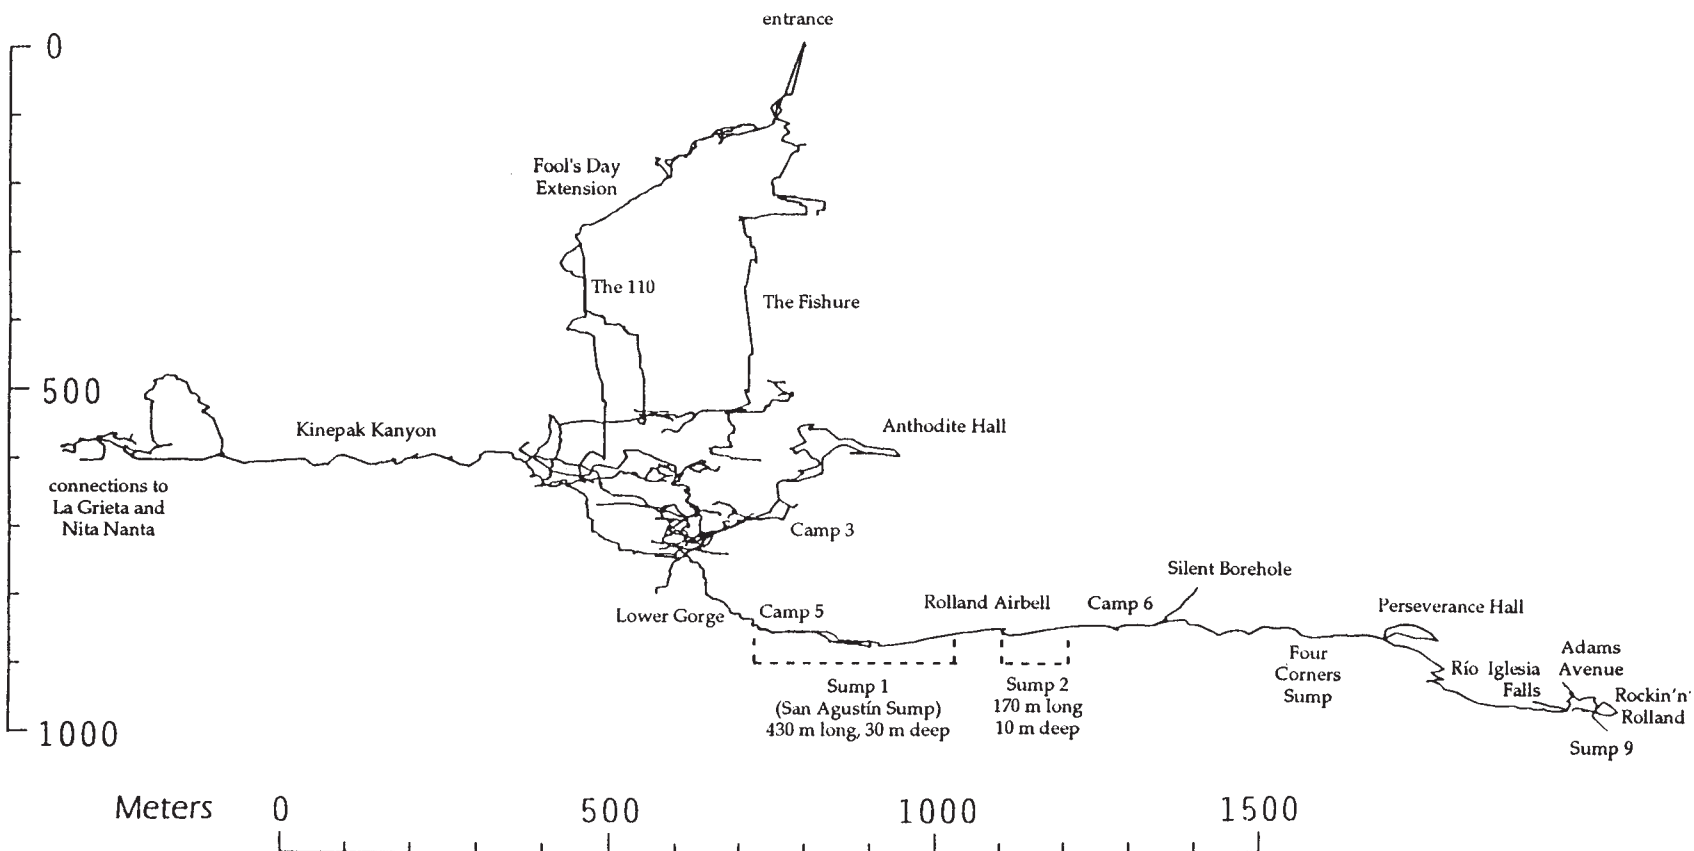 entrance
0
Fool's Day
Extension
The 110
The Fishure
500
Kinepak Kanyon
Anthodite Hall
connections to
La Grieta and
Nita Nanta
Camp 3
Silent Borehole
Lower Gorge
Camp 5
Rolland Airbell
Camp 6
Perseverance Hall
Four
Corners
Sump
Adams
Avenue
Río Iglesia
Falls
Rockin'n'
Rolland
Sump 1
(San Agustín Sump)
430 m long, 30 m deep
Sump 2
170 m long
10 m deep
1000
Sump 9
Meters 0 500 1000 1500